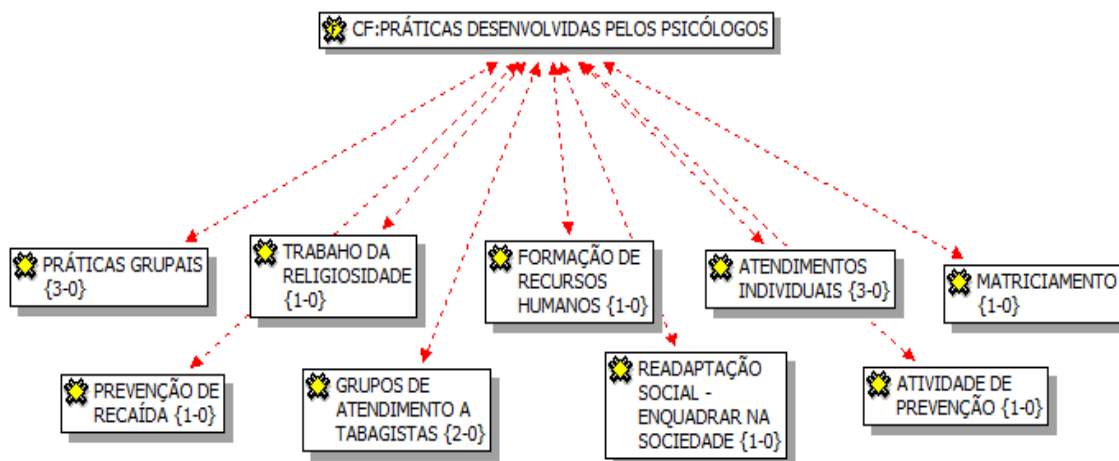 CF:PRÁTICAS DESENVOLVIDAS PELOS PSICÓLOGOS
PRÁTICAS GRUPAIS
{3-0}
TRABAHO DA
RELIGIOSIDADE
{1-0}
FORMAÇÃO DE
RECURSOS
HUMANOS {1-0}
ATENDIMENTOS
INDIVIDUAIS {3-0}
MATRICIAMENTO
{1-0}
PREVENÇÃO DE
RECAÍDA {1-0}
GRUPOS DE
ATENDIMENTO A
TABAGISTAS {2-0}
READAPTAÇÃO
SOCIAL -
ENQUADRAR NA
SOCIEDADE {1-0}
ATIVIDADE DE
PREVENÇÃO {1-0}